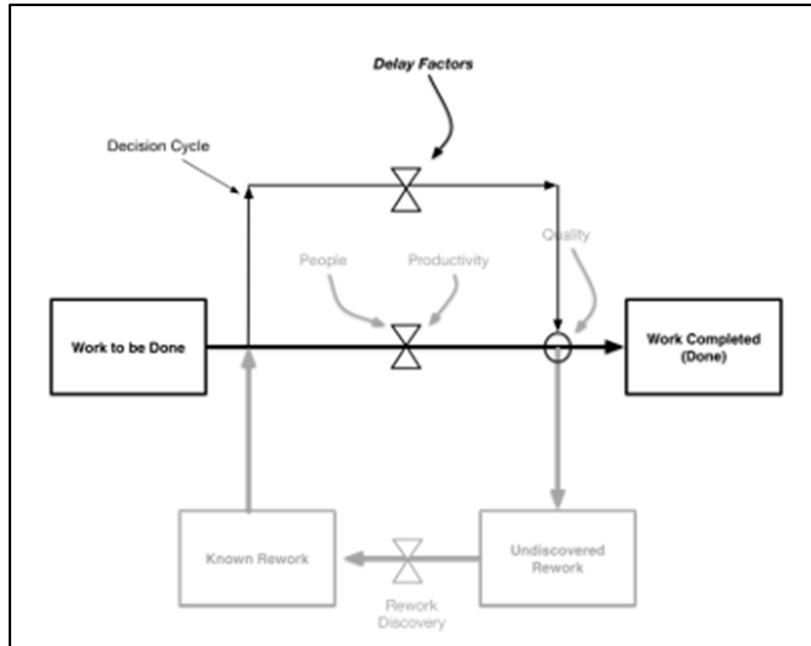 Delay Factors
Decision Cycle
Quality
People
Productivity
Work to be Done
Work Completed
(Done)
Known Rework
Undiscovered
Rework
Rework
Discovery